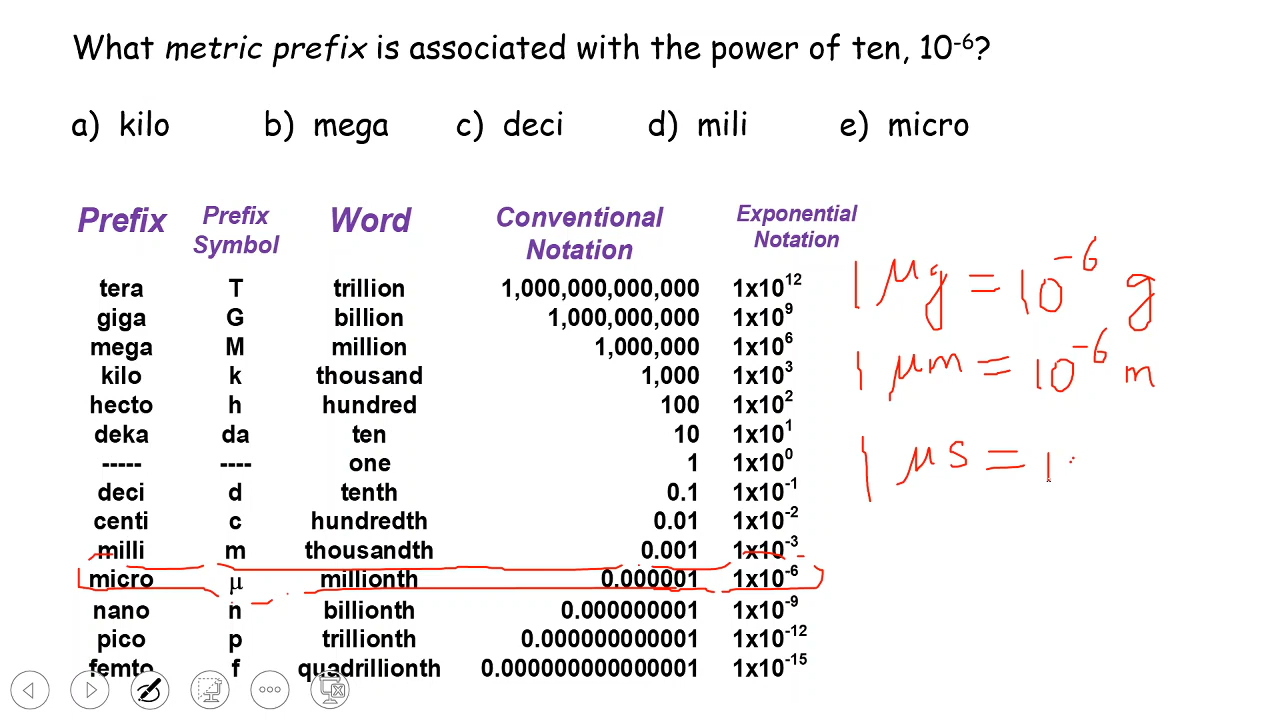 What metric prefix is associated with the power of ten, 10⁻⁶?
a) kilo b) mega c) deci d) mili e) micro
Prefix Prefix Symbol Word Conventional Notation Exponential Notation
tera T trillion 1,000,000,000,000 1x10¹²
giga G billion 1,000,000,000 1x10⁹
mega M million 1,000,000 1x10⁶
kilo k thousand 1,000 1x10³
hecto h hundred 100 1x10²
deka da ten 10 1x10¹
----- ---- one 1 1x10⁰
deci d tenth 0.1 1x10⁻¹
centi c hundredth 0.01 1x10⁻²
milli m thousandth 0.001 1x10⁻³
micro μ millionth 0.000001 1x10⁻⁶
nano n billionth 0.000000001 1x10⁻⁹
pico p trillionth 0.000000000001 1x10⁻¹²
femto f quadrillionth 0.000000000000001 1x10⁻¹⁵
1 μg = 10⁻⁶ g
1 μm = 10⁻⁶ m
1 μs = 1